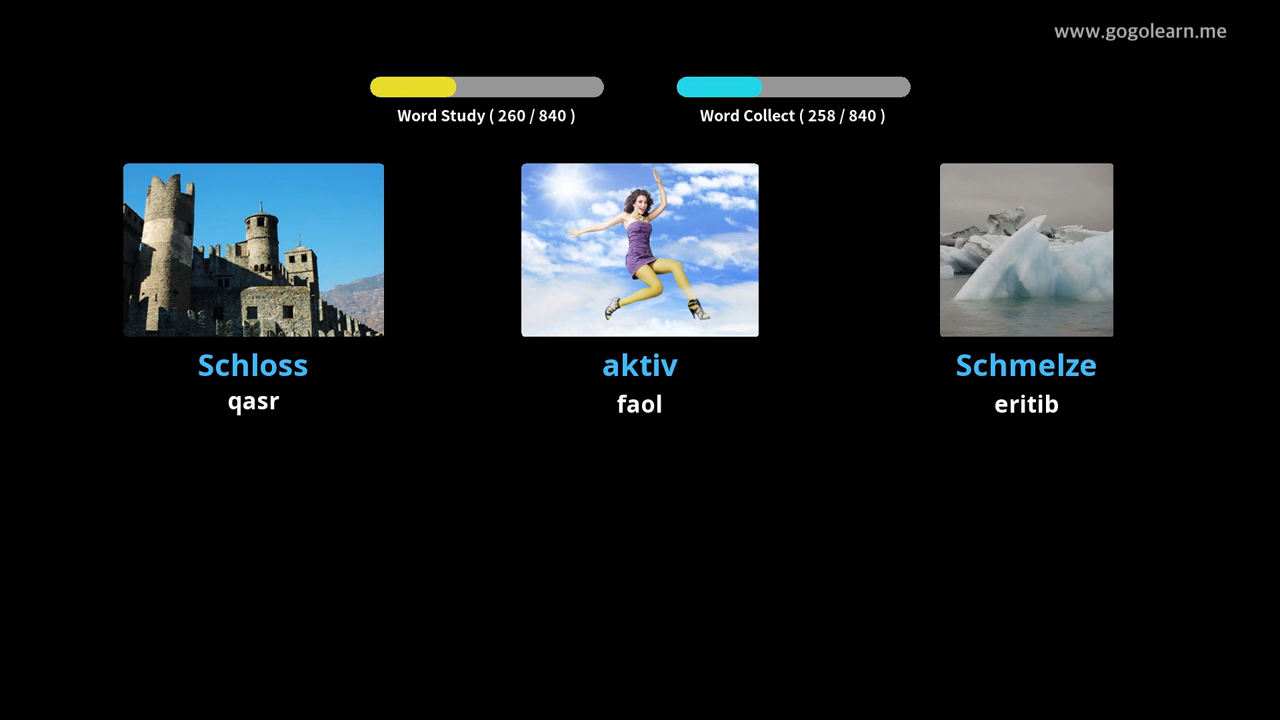 www.gogolearn.me
Word Study ( 260 / 840 )
Word Collect ( 258 / 840 )
Schloss
qasr
aktiv
faol
Schmelze
eritib